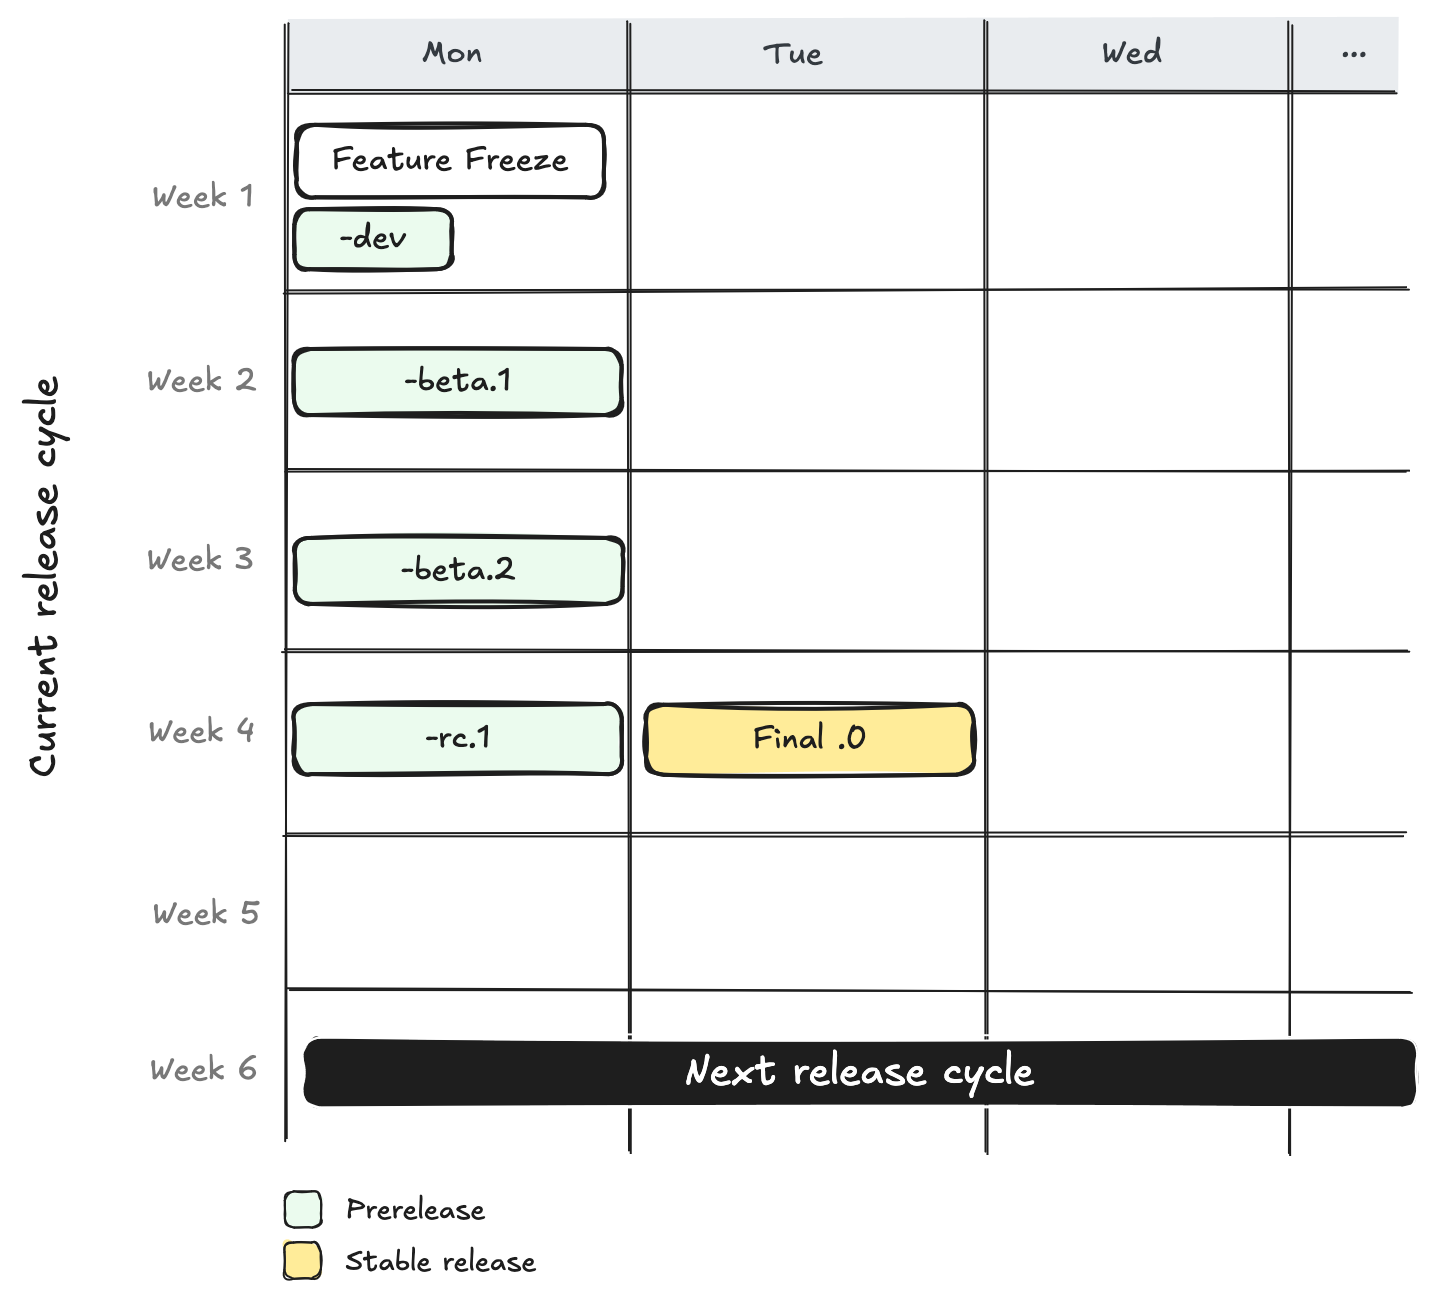 Mon
Tue
Wed
...
Current release cycle
Week 1
Feature Freeze
-dev
Week 2
-beta.1
Week 3
-beta.2
Week 4
-rc.1
Final .0
Week 5
Week 6
Next release cycle
Prerelease
Stable release